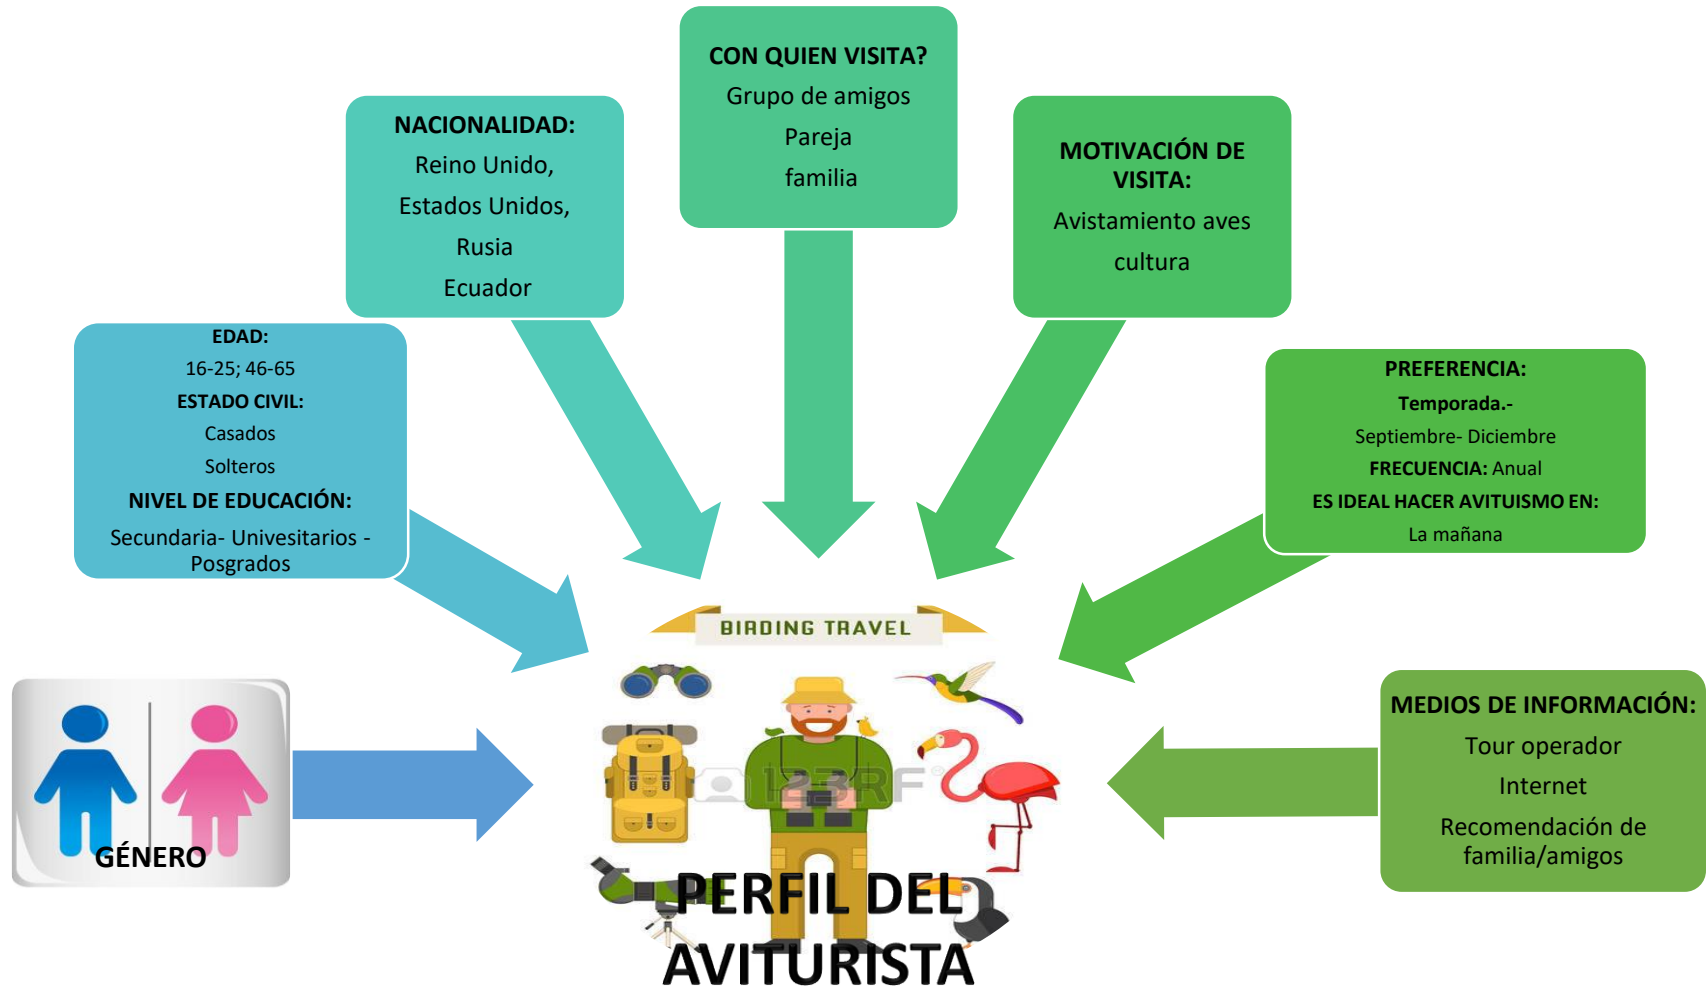 CON QUIEN VISITA?
Grupo de amigos
Pareja
familia
NACIONALIDAD:
Reino Unido,
Estados Unidos,
Rusia
Ecuador
MOTIVACIÓN DE
VISITA:
Avistamiento aves
cultura
EDAD:
16-25; 46-65
ESTADO CIVIL:
Casados
Solteros
NIVEL DE EDUCACIÓN:
Secundaria- Univesitarios -
Posgrados
PREFERENCIA:
Temporada.-
Septiembre- Diciembre
FRECUENCIA: Anual
ES IDEAL HACER AVITUISMO EN:
La mañana
BIRDING TRAVEL
GÉNERO
MEDIOS DE INFORMACIÓN:
Tour operador
Internet
Recomendación de
familia/amigos
123RF®
PERFIL DEL
AVITURISTA